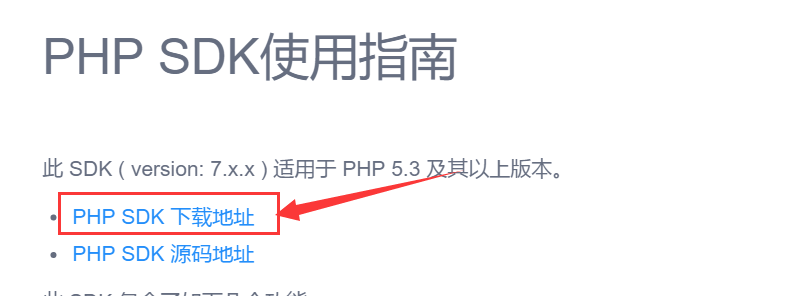 PHP SDK使用指南
此 SDK ( version: 7.x.x ) 适用于 PHP 5.3 及其以上版本。
PHP SDK 下载地址
PHP SDK 源码地址